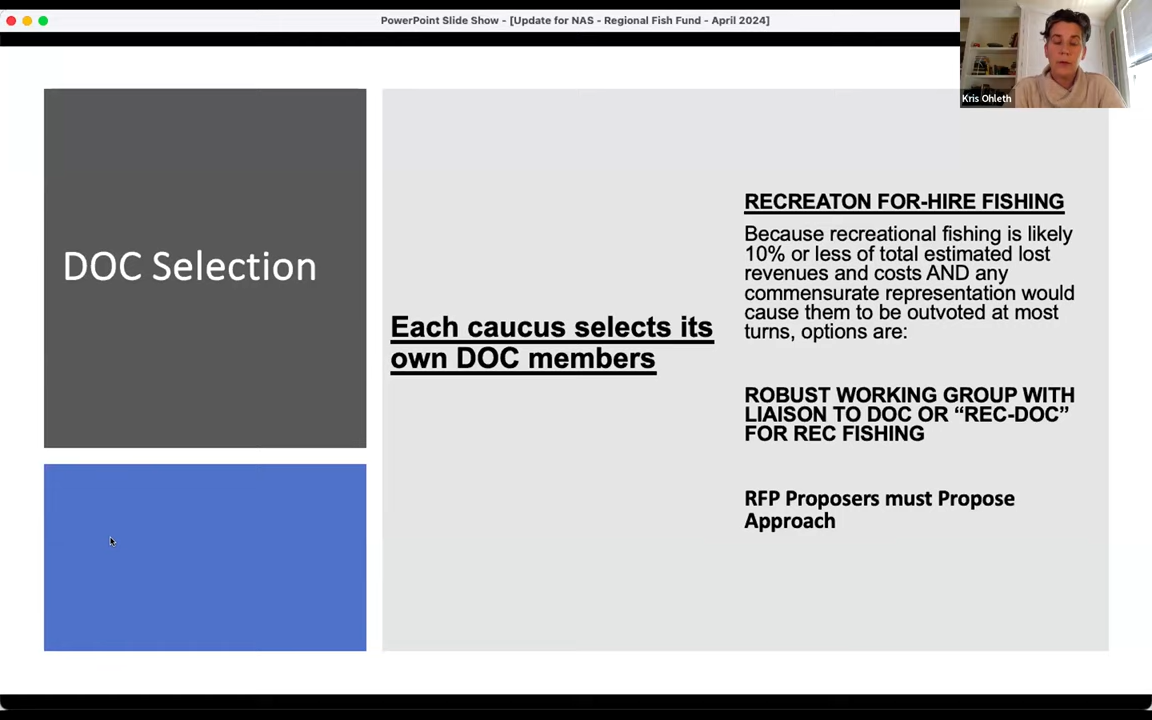 PowerPoint Slide Show - [Update for NAS - Regional Fish Fund - April 2024]
Kris Ohleth
DOC Selection
Each caucus selects its
own DOC members
RECREATON FOR-HIRE FISHING
Because recreational fishing is likely
10% or less of total estimated lost
revenues and costs AND any
commensurate representation would
cause them to be outvoted at most
turns, options are:
ROBUST WORKING GROUP WITH
LIAISON TO DOC OR “REC-DOC”
FOR REC FISHING
RFP Proposers must Propose
Approach